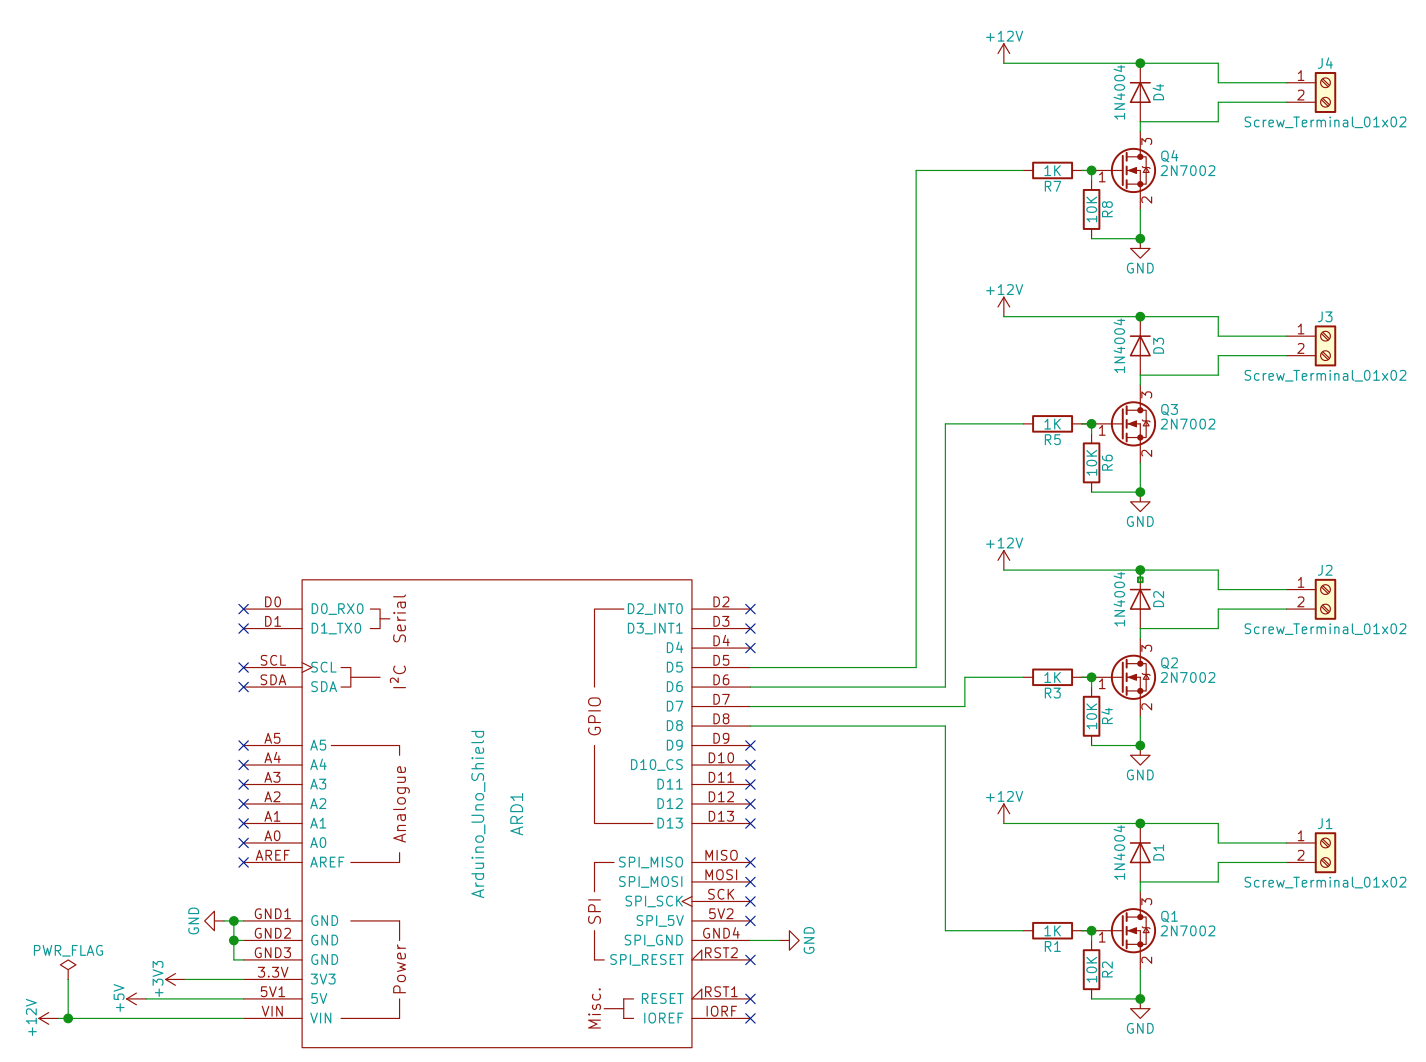 +12V
1N4004
D4
J4
1
2
Screw_Terminal_01x02
3
Q4
2N7002
1K
R7
1
10K
R8
2
GND
+12V
1N4004
D3
J3
1
2
Screw_Terminal_01x02
3
Q3
2N7002
1K
R5
1
10K
R6
2
GND
+12V
1N4004
D2
J2
1
2
Screw_Terminal_01x02
3
Q2
2N7002
1K
R3
1
10K
R4
2
GND
+12V
1N4004
D1
J1
1
2
Screw_Terminal_01x02
3
Q1
2N7002
1K
R1
1
10K
R2
2
GND
D0 D0_RX0
D1 D1_TX0
Serial
SCL SCL
SDA SDA
I²C
A5 A5
A4 A4
A3 A3
A2 A2
A1 A1
A0 A0
AREF AREF
Analogue
GND
GND1 GND
GND2 GND
GND3 GND
3.3V 3V3
5V1 5V
VIN VIN
Power
PWR_FLAG
+3V3
+5V
+12V
Arduino_Uno_Shield
ARD1
GPIO
D2_INT0 D2
D3_INT1 D3
D4 D4
D5 D5
D6 D6
D7 D7
D8 D8
D9 D9
D10_CS D10
D11 D11
D12 D12
D13 D13
SPI
SPI_MISO MISO
SPI_MOSI MOSI
SPI_SCK SCK
SPI_5V 5V2
SPI_GND GND4
GND
SPI_RESET RST2
Misc.
RESET RST1
IOREF IORF